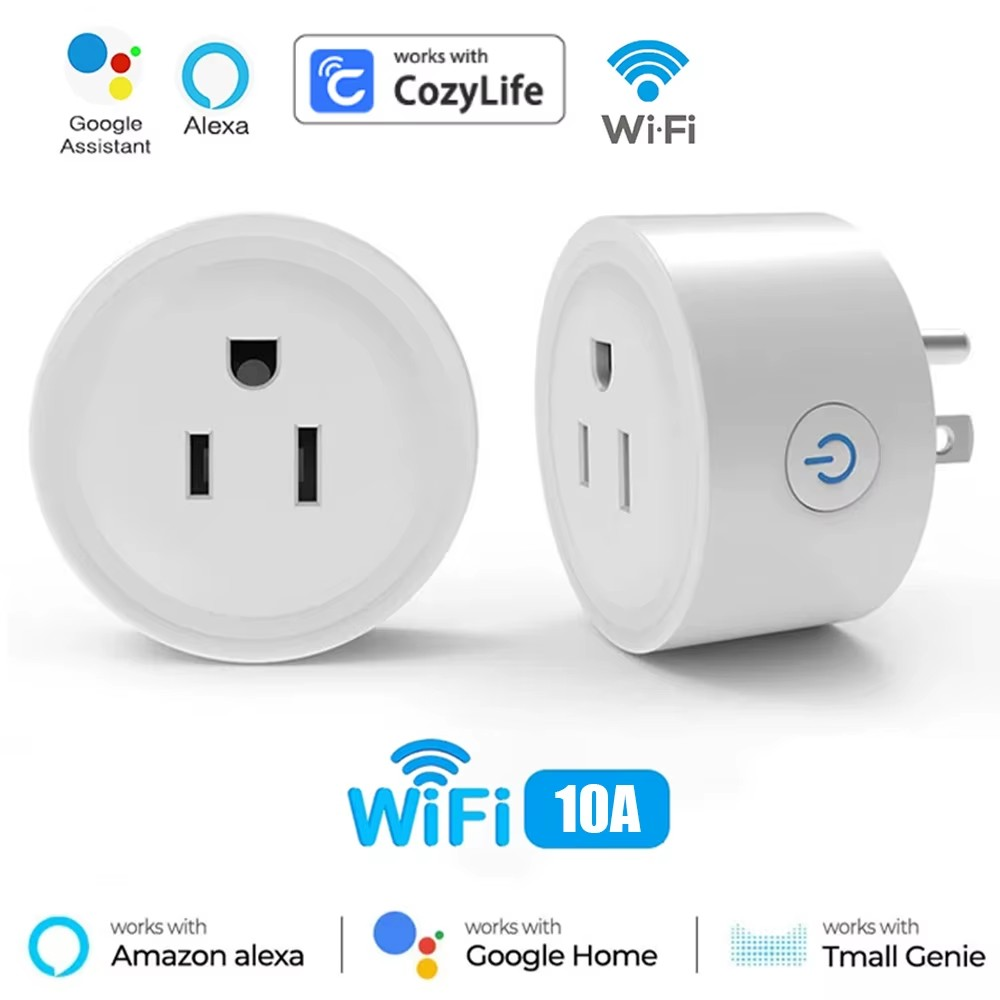 Google
Assistant
Alexa
works with
CozyLife
Wi-Fi
WiFi 10A
works with
Amazon alexa
works with
Google Home
works with
Tmall Genie